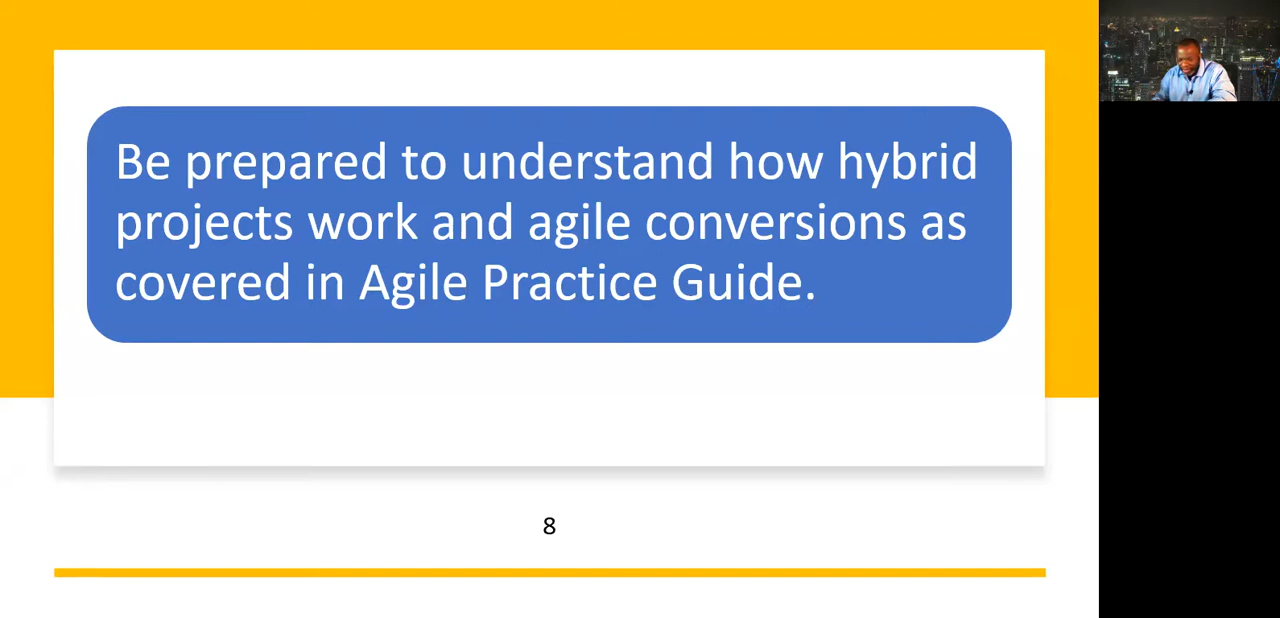 Be prepared to understand how hybrid
projects work and agile conversions as
covered in Agile Practice Guide.
8